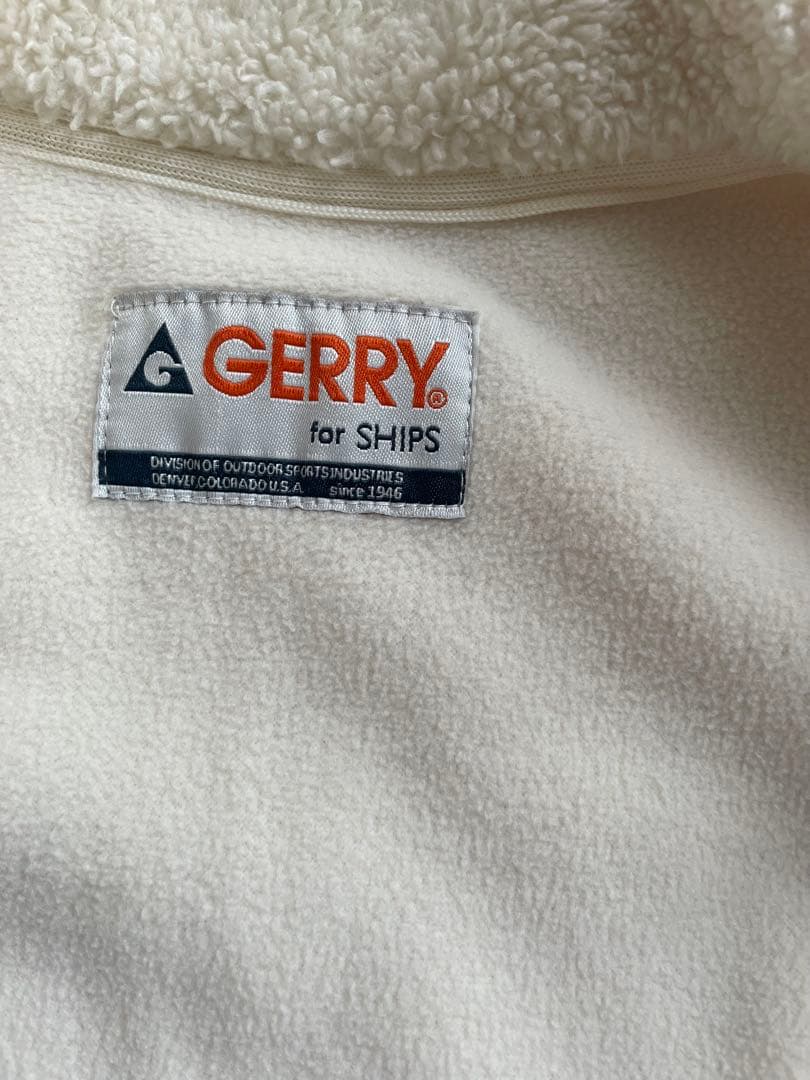 G GERRY®
for SHIPS
DIVISION OF OUTDOOR SPORTS INDUSTRIES
DENVER, COLORADO U.S.A since 1946